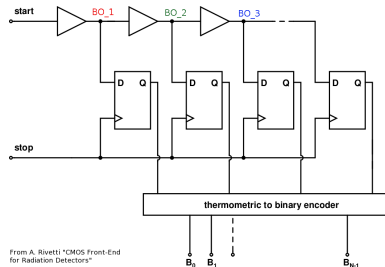 start
BO_1
BO_2
BO_3
D Q
D Q
D Q
D Q
stop
thermometric to binary encoder
B0 B1 BN-1
From A. Rivetti "CMOS Front-End
for Radiation Detectors"